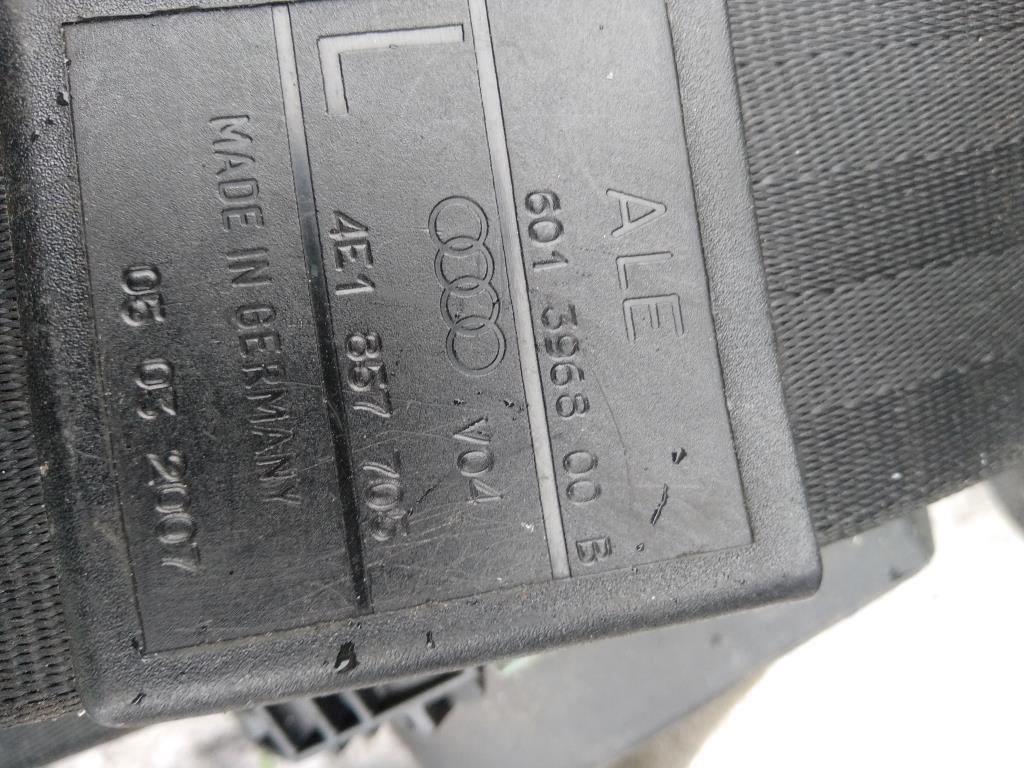 ALE
601 3968 00 B
V04
L
4E1 857 705
MADE IN GERMANY
05 03 2007